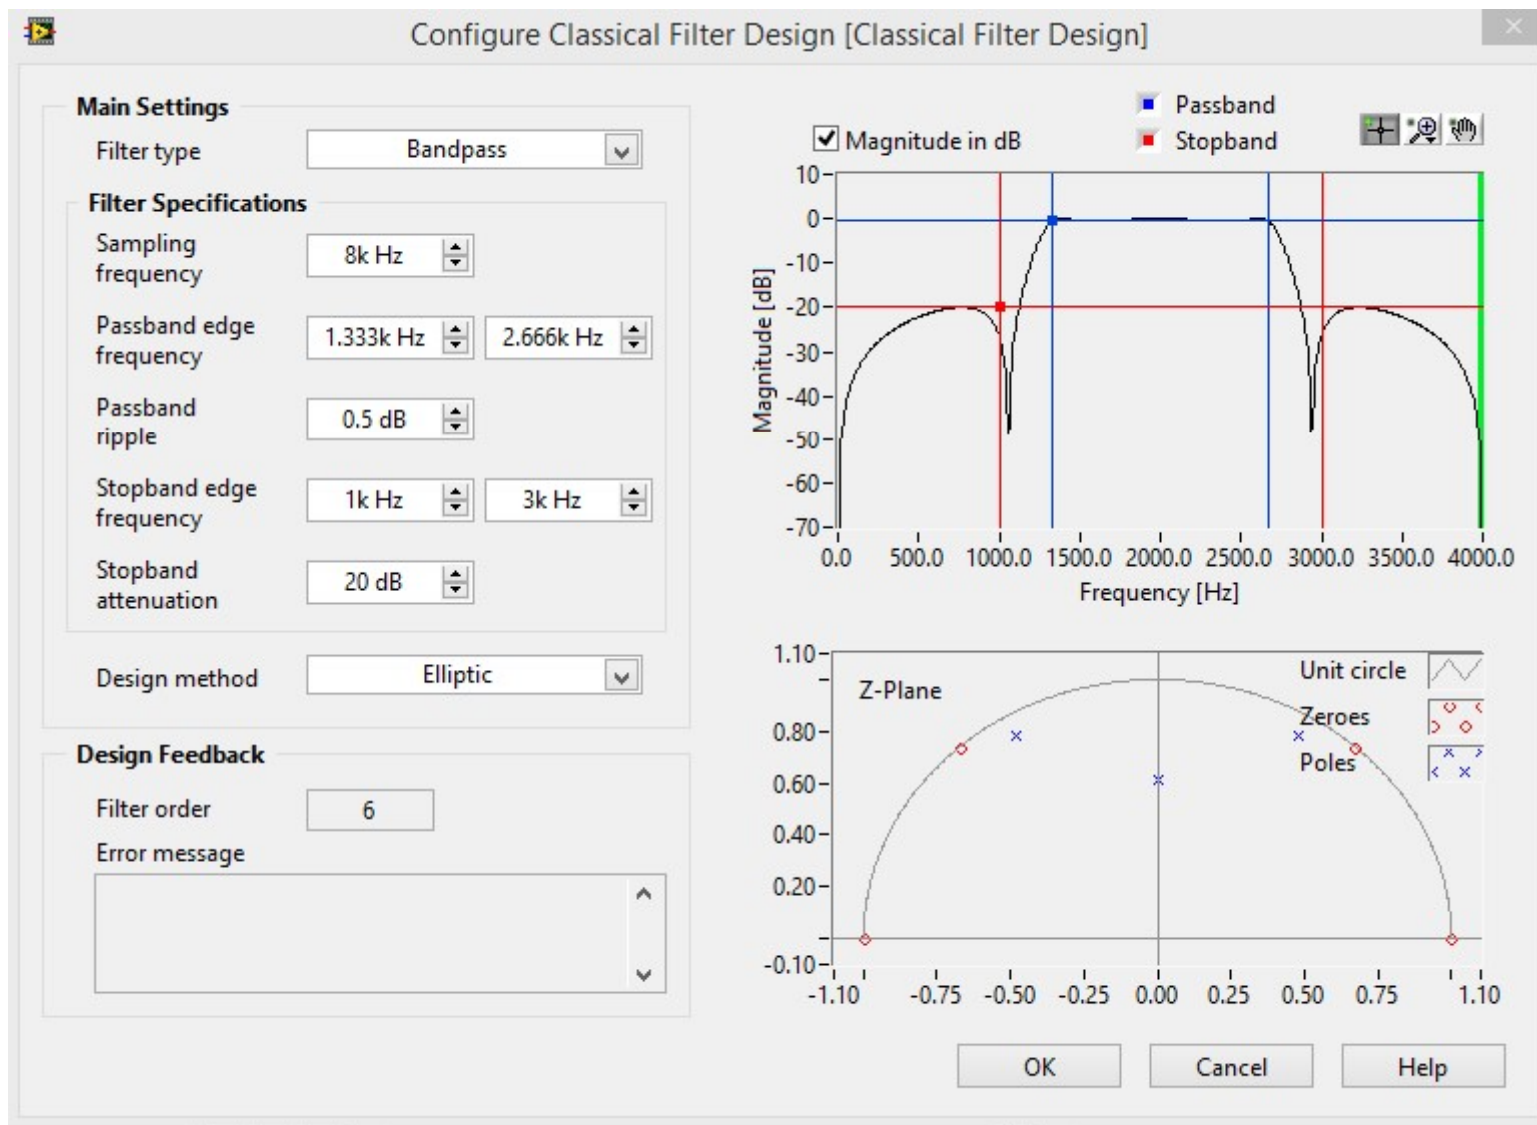 Configure Classical Filter Design [Classical Filter Design]
Main Settings
Filter type
Bandpass
Filter Specifications
Sampling
frequency
8k Hz
Passband edge
frequency
1.333k Hz
2.666k Hz
Passband
ripple
0.5 dB
Stopband edge
frequency
1k Hz
3k Hz
Stopband
attenuation
20 dB
Design method
Elliptic
Design Feedback
Filter order
6
Error message
Magnitude in dB
Passband
Stopband
Magnitude [dB]
10
0
-10
-20
-30
-40
-50
-60
-70
0.0 500.0 1000.0 1500.0 2000.0 2500.0 3000.0 3500.0 4000.0
Frequency [Hz]
Z-Plane
Unit circle
Zeroes
Poles
1.10
0.80
0.60
0.40
0.20
-0.10
-1.10 -0.75 -0.50 -0.25 0.00 0.25 0.50 0.75 1.10
OK
Cancel
Help